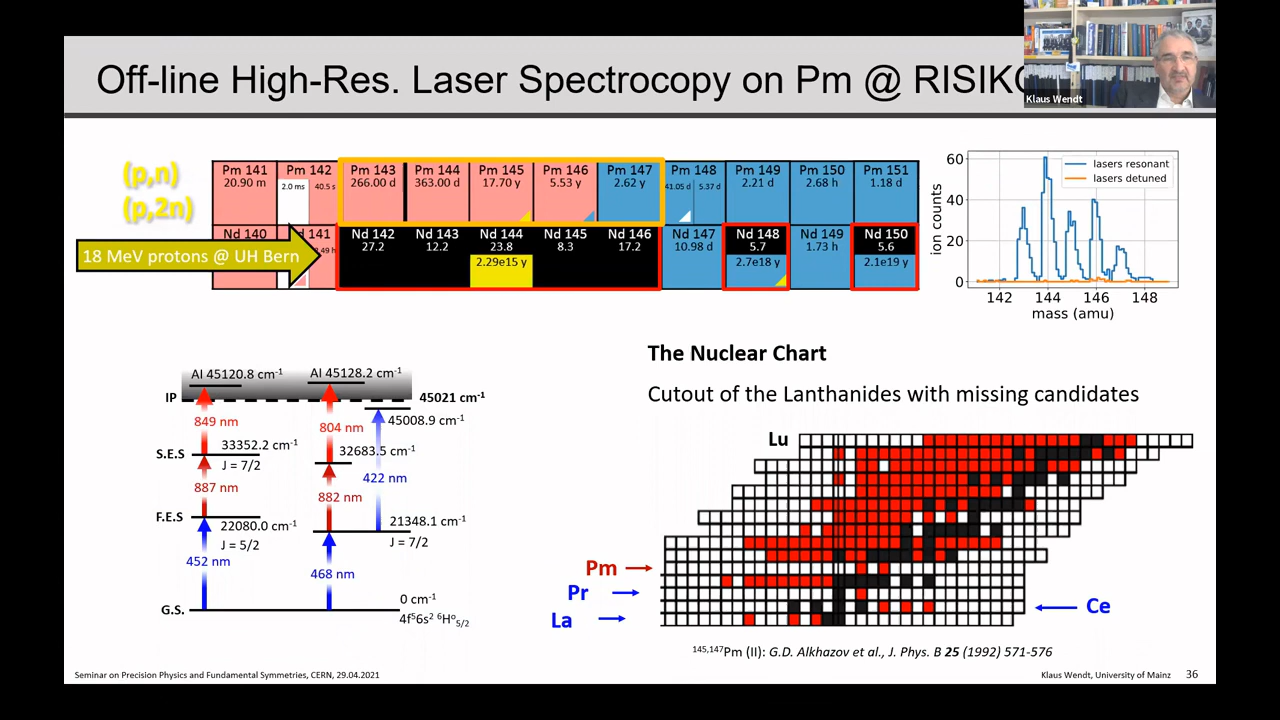 Off-line High-Res. Laser Spectrocopy on Pm @ RISIKO
Klaus Wendt
(p,n)
(p,2n)
18 MeV protons @ UH Bern
Pm 141 Pm 142 Pm 143 Pm 144 Pm 145 Pm 146 Pm 147 Pm 148 Pm 149 Pm 150 Pm 151
20.90 m 2.0 ms 40.5 s 266.00 d 363.00 d 17.70 y 5.53 y 2.62 y 41.05 d 5.37 d 2.21 d 2.68 h 1.18 d
Nd 140 141 Nd 142 Nd 143 Nd 144 Nd 145 Nd 146 Nd 147 Nd 148 Nd 149 Nd 150
27.2 12.2 23.8 8.3 17.2 10.98 d 5.7 1.73 h 5.6
2.29e15 y 2.7e18 y 2.1e19 y
lasers resonant
lasers detuned
ion counts
60
40
20
0
142 144 146 148
mass (amu)
The Nuclear Chart
Cutout of the Lanthanides with missing candidates
AI 45120.8 cm⁻¹ AI 45128.2 cm⁻¹
IP 45021 cm⁻¹
849 nm 804 nm 45008.9 cm⁻¹
S.E.S 33352.2 cm⁻¹ 32683.5 cm⁻¹
J = 7/2
887 nm 882 nm 422 nm
F.E.S 22080.0 cm⁻¹ 21348.1 cm⁻¹
J = 5/2 J = 7/2
452 nm 468 nm
G.S. 0 cm⁻¹
4f⁵6s² ⁶Hº₅/₂
Lu
Pm
Pr
La
Ce
¹⁴⁵,¹⁴⁷Pm (II): G.D. Alkhazov et al., J. Phys. B 25 (1992) 571-576
Seminar on Precision Physics and Fundamental Symmetries, CERN, 29.04.2021
Klaus Wendt, University of Mainz 36